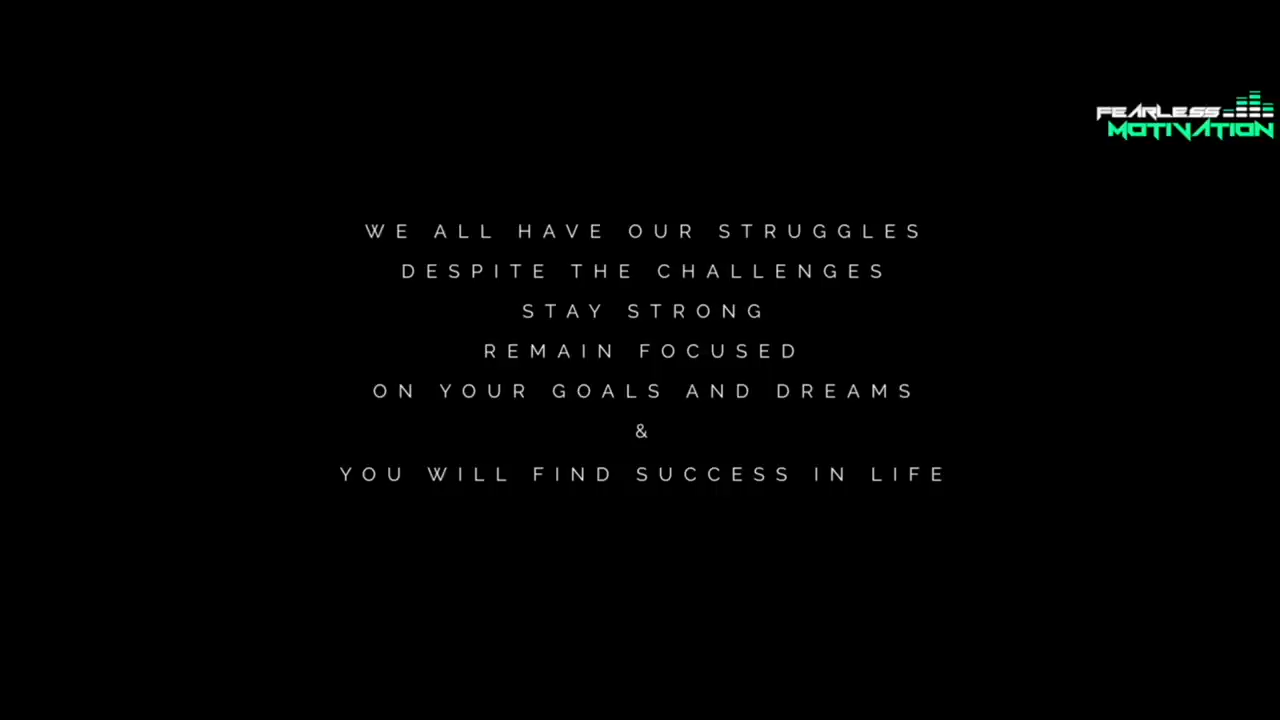 FEARLESS
MOTIVATION
WE ALL HAVE OUR STRUGGLES
DESPITE THE CHALLENGES
STAY STRONG
REMAIN FOCUSED
ON YOUR GOALS AND DREAMS
&
YOU WILL FIND SUCCESS IN LIFE